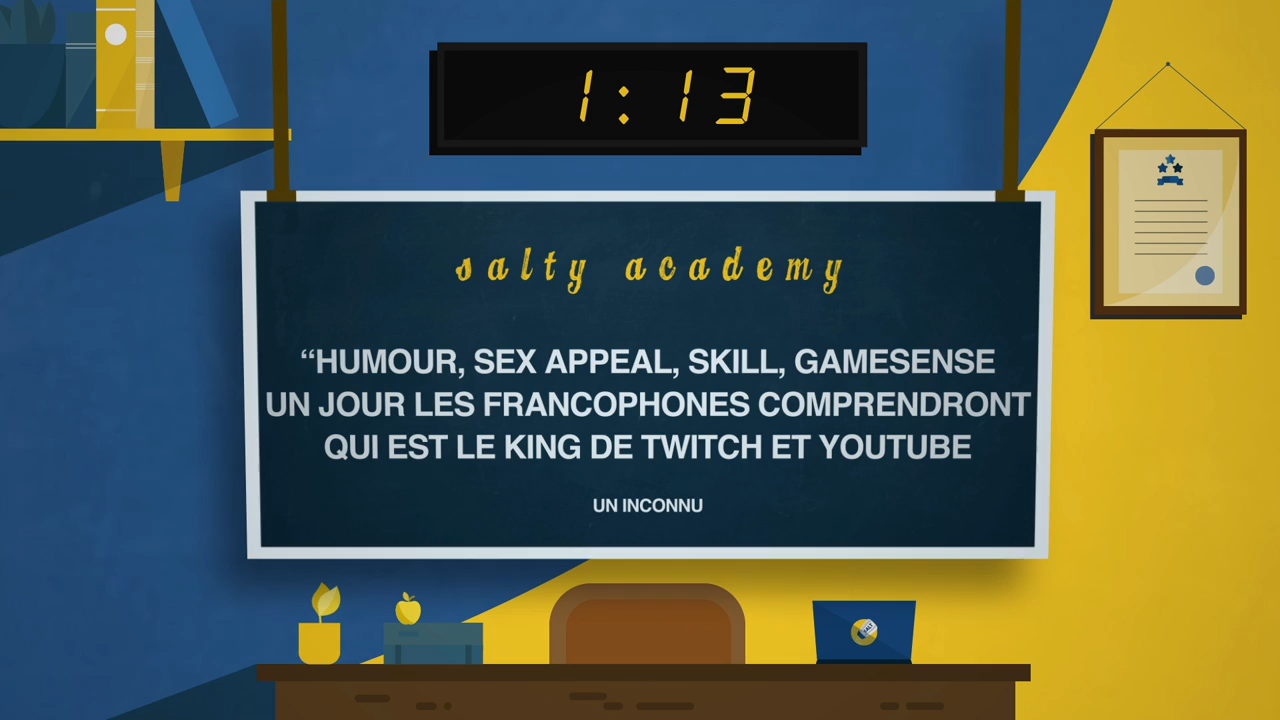 1:13
salty academy
“HUMOUR, SEX APPEAL, SKILL, GAMESENSE
UN JOUR LES FRANCOPHONES COMPRENDRONT
QUI EST LE KING DE TWITCH ET YOUTUBE
UN INCONNU